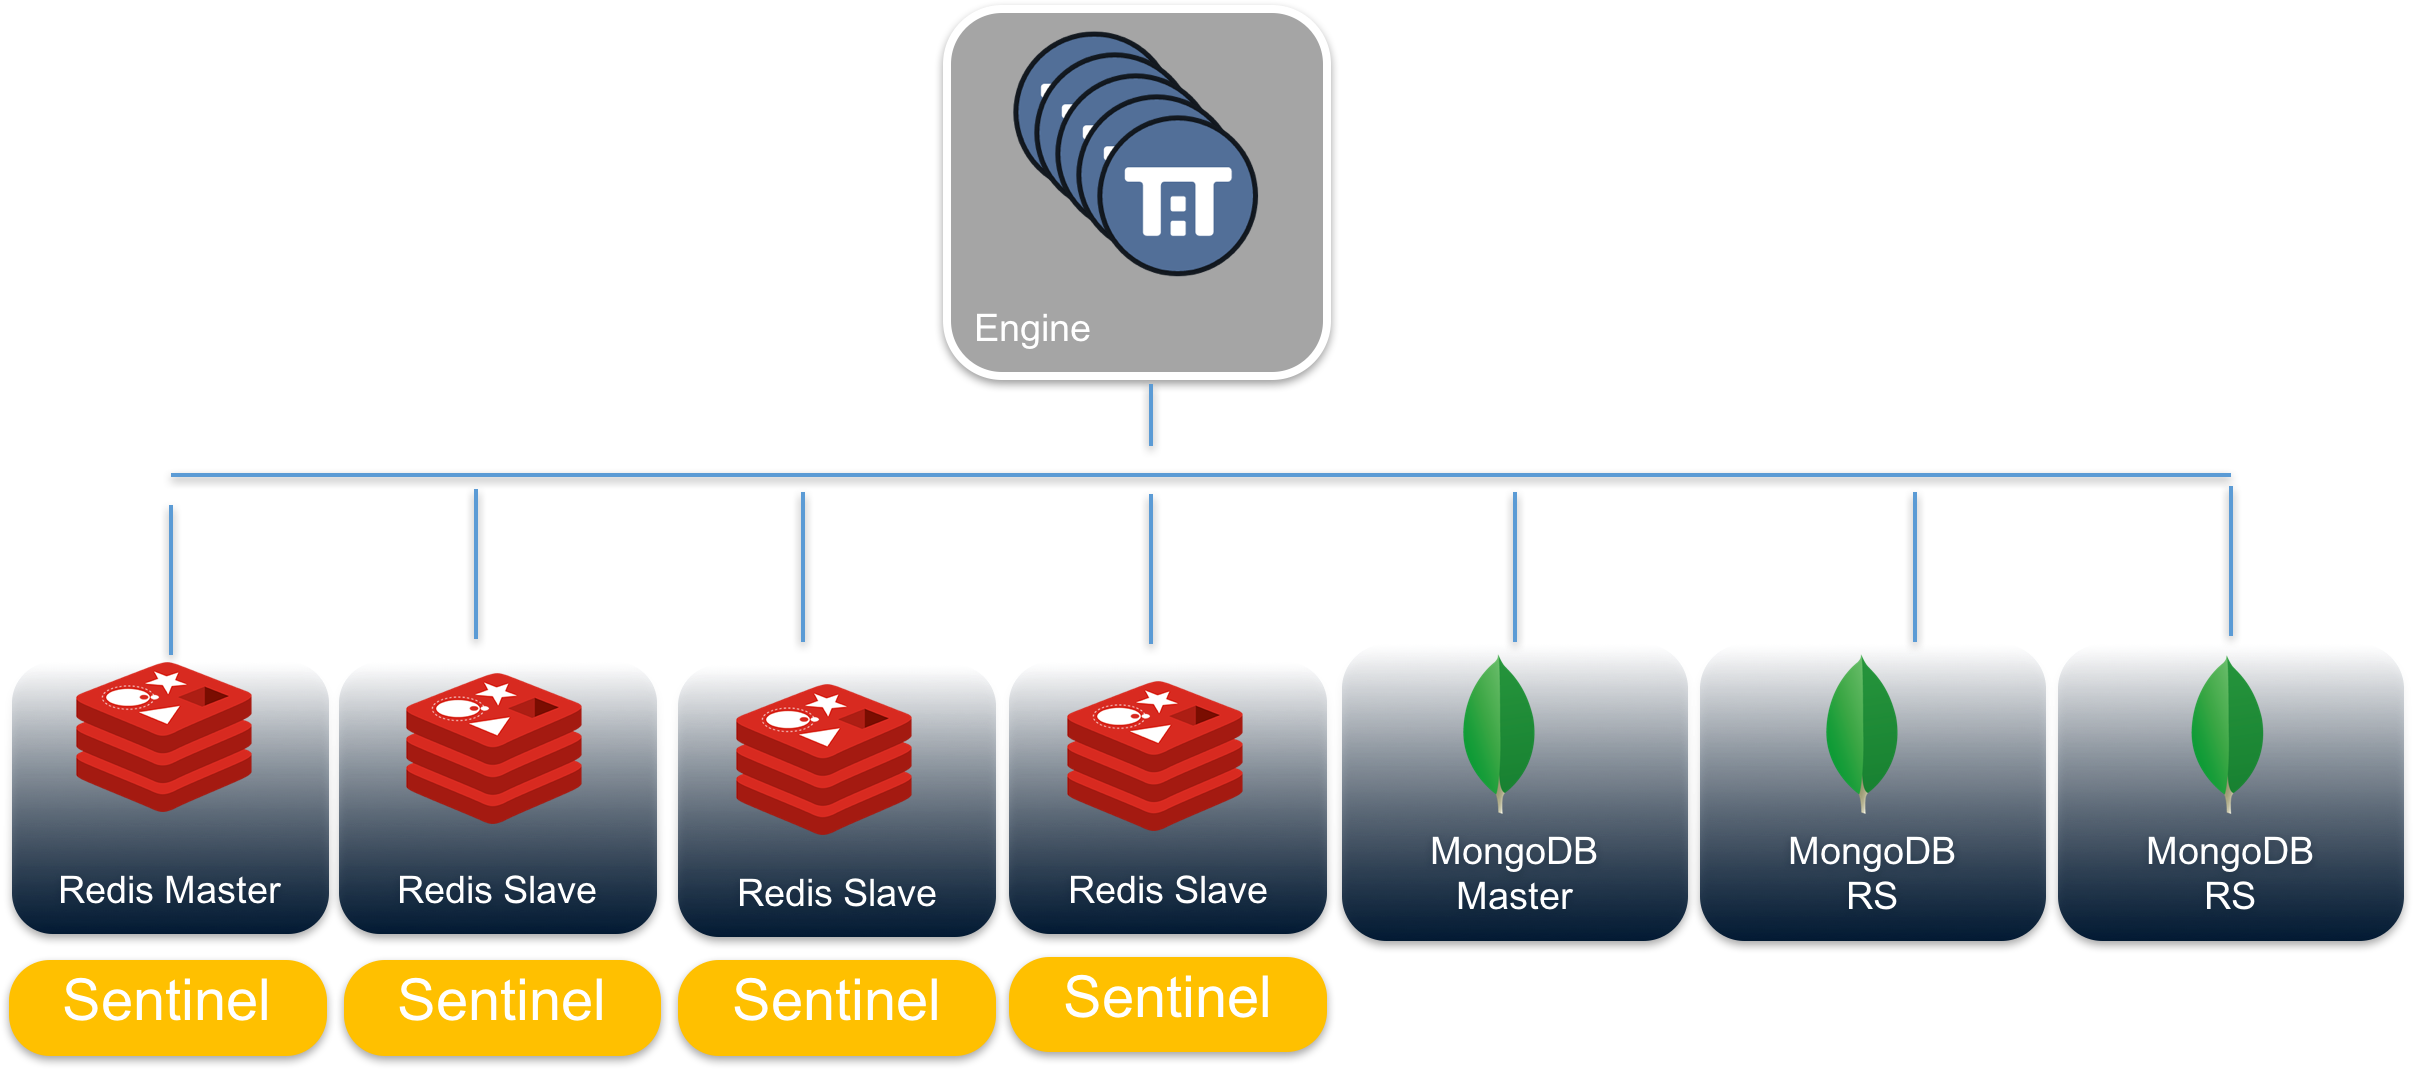 Engine
Redis Master
Redis Slave
Redis Slave
Redis Slave
MongoDB
Master
MongoDB
RS
MongoDB
RS
Sentinel
Sentinel
Sentinel
Sentinel